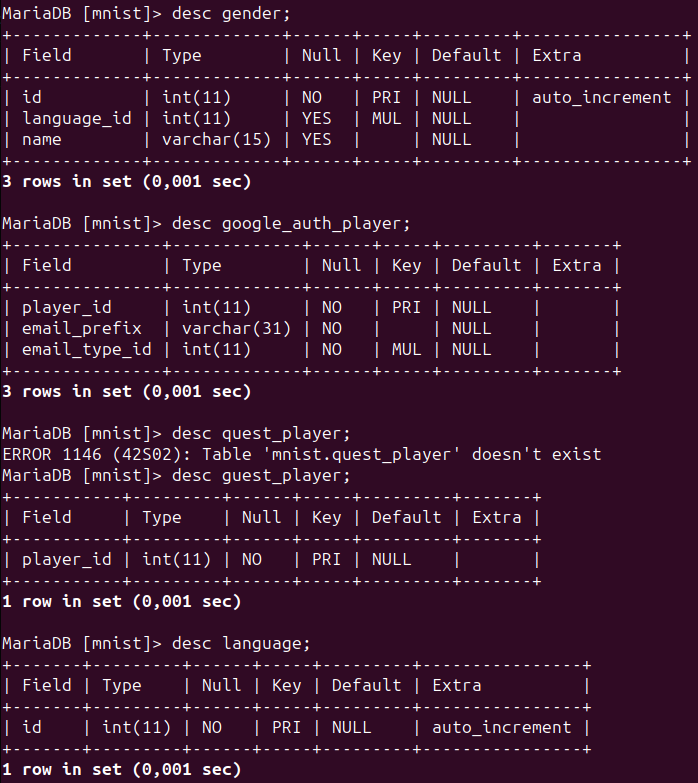 MariaDB [mnist]> desc gender;
+-------------+-------------+------+-----+---------+----------------+
| Field       | Type        | Null | Key | Default | Extra          |
+-------------+-------------+------+-----+---------+----------------+
| id          | int(11)     | NO   | PRI | NULL    | auto_increment |
| language_id | int(11)     | YES  | MUL | NULL    |                |
| name        | varchar(15) | YES  |     | NULL    |                |
+-------------+-------------+------+-----+---------+----------------+
3 rows in set (0,001 sec)

MariaDB [mnist]> desc google_auth_player;
+---------------+-------------+------+-----+---------+-------+
| Field         | Type        | Null | Key | Default | Extra |
+---------------+-------------+------+-----+---------+-------+
| player_id     | int(11)     | NO   | PRI | NULL    |       |
| email_prefix  | varchar(31) | NO   |     | NULL    |       |
| email_type_id | int(11)     | NO   | MUL | NULL    |       |
+---------------+-------------+------+-----+---------+-------+
3 rows in set (0,001 sec)

MariaDB [mnist]> desc quest_player;
ERROR 1146 (42S02): Table 'mnist.quest_player' doesn't exist
MariaDB [mnist]> desc guest_player;
+-----------+---------+------+-----+---------+-------+
| Field     | Type    | Null | Key | Default | Extra |
+-----------+---------+------+-----+---------+-------+
| player_id | int(11) | NO   | PRI | NULL    |       |
+-----------+---------+------+-----+---------+-------+
1 row in set (0,001 sec)

MariaDB [mnist]> desc language;
+-------+---------+------+-----+---------+----------------+
| Field | Type    | Null | Key | Default | Extra          |
+-------+---------+------+-----+---------+----------------+
| id    | int(11) | NO   | PRI | NULL    | auto_increment |
+-------+---------+------+-----+---------+----------------+
1 row in set (0,001 sec)